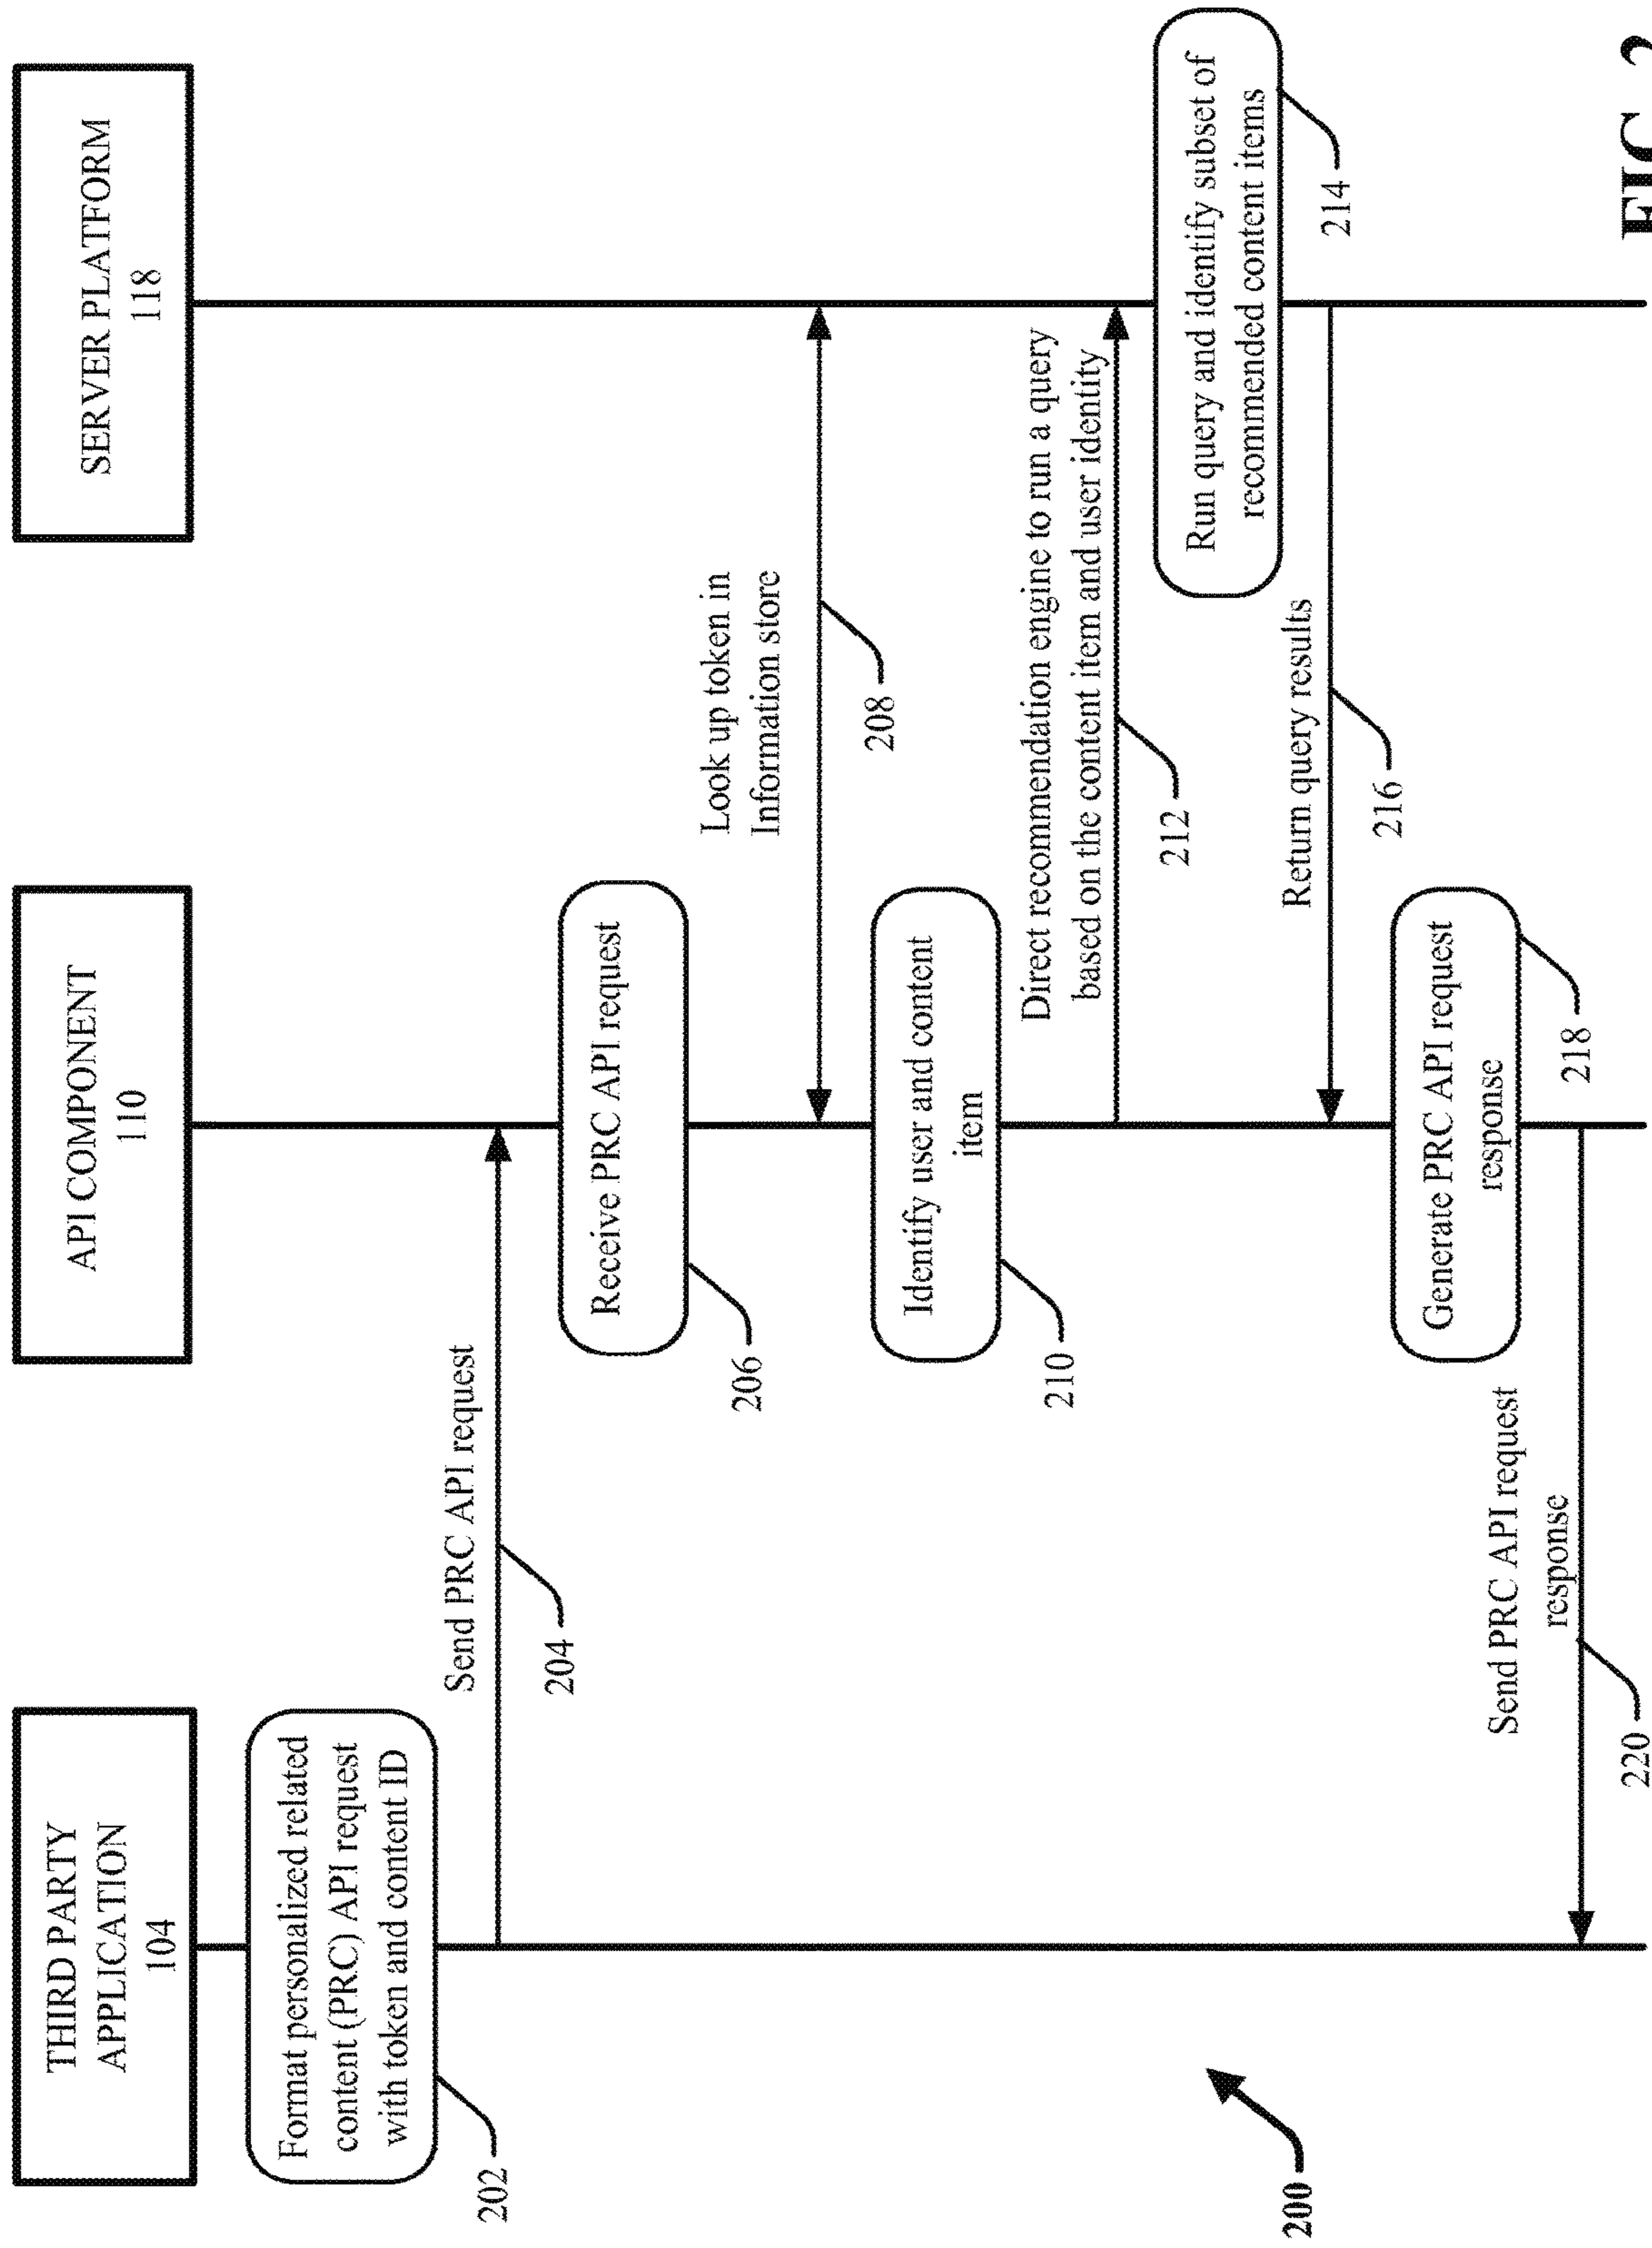 THIRD PARTY
APPLICATION
104
API COMPONENT
110
SERVER PLATFORM
118
Format personalized related
content (PRC) API request
with token and content ID
202
Send PRC API request
204
Receive PRC API request
206
Look up token in
Information store
208
Identify user and content
item
210
Direct recommendation engine to run a query
based on the content item and user identity
212
Run query and identify subset of
recommended content items
214
Return query results
216
Generate PRC API request
response
218
Send PRC API request
response
220
200
FIG. 2